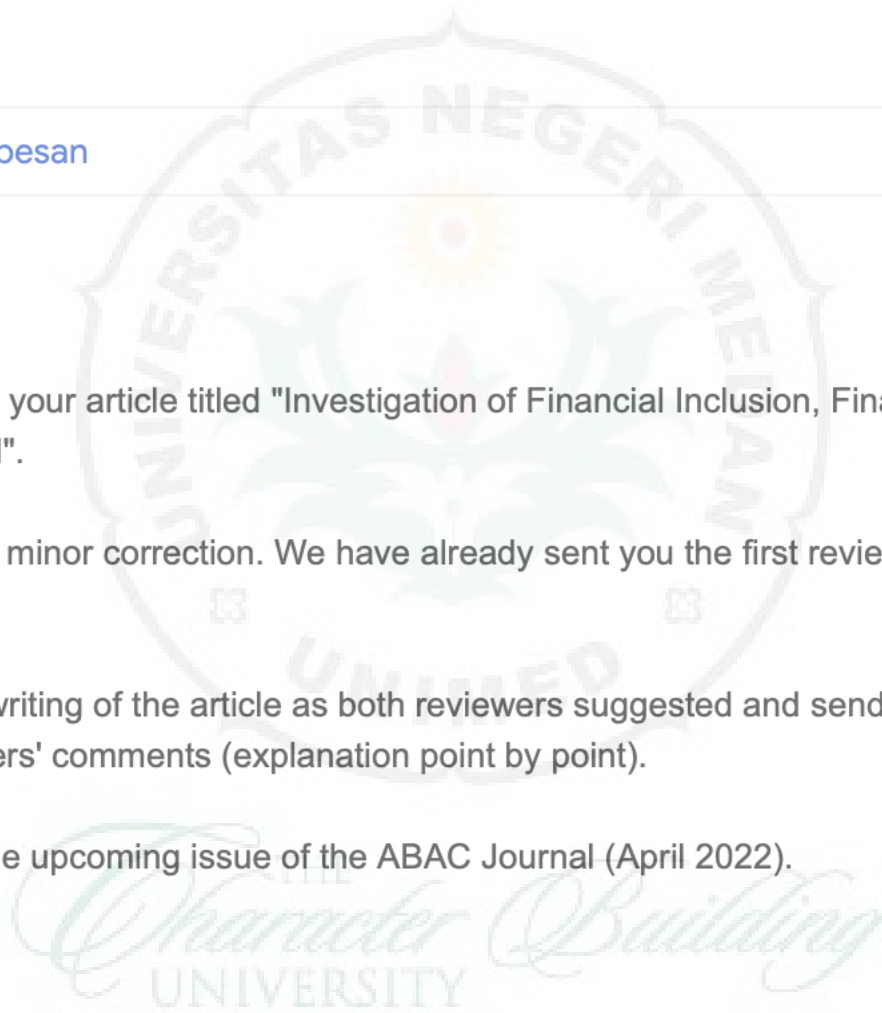 pesan
UNIVERSITAS NEGERI MEDAN
your article titled "Investigation of Financial Inclusion, Fina
".
minor correction. We have already sent you the first revie
UNIMED
writing of the article as both reviewers suggested and send
ers' comments (explanation point by point).
e upcoming issue of the ABAC Journal (April 2022).
THE
Character Building
UNIVERSITY